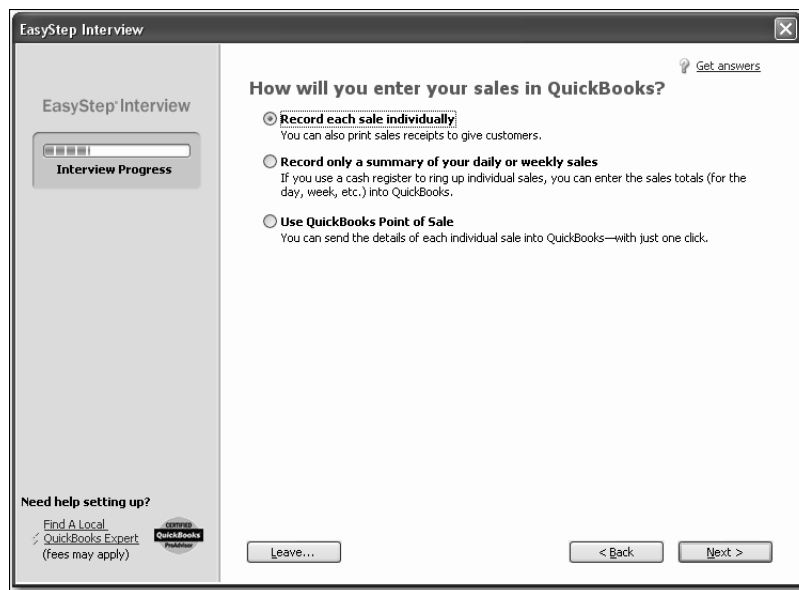 EasyStep Interview
Get answers
How will you enter your sales in QuickBooks?
EasyStep Interview
Interview Progress
Record each sale individually
You can also print sales receipts to give customers.
Record only a summary of your daily or weekly sales
If you use a cash register to ring up individual sales, you can enter the sales totals (for the
day, week, etc.) into QuickBooks.
Use QuickBooks Point of Sale
You can send the details of each individual sale into QuickBooks—with just one click.
Need help setting up?
Find A Local
QuickBooks Expert
(fees may apply)
CERTIFIED
QuickBooks
ProAdvisor
Leave...
< Back
Next >